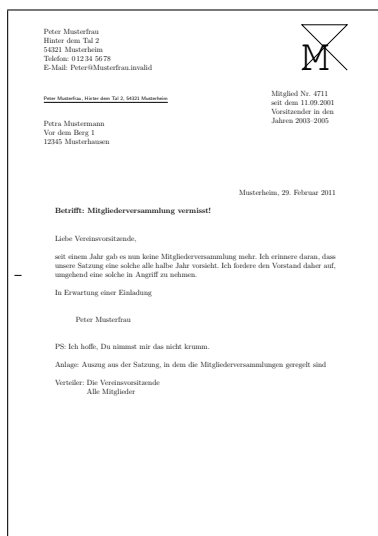 Peter Musterfrau
Hinter dem Tal 2
54321 Musterheim
Telefon: 0 12 34 56 78
E-Mail: Peter@Musterfrau.invalid
M
Peter Musterfrau, Hinter dem Tal 2, 54321 Musterheim
Mitglied Nr. 4711
seit dem 11.09.2001
Vorsitzender in den
Jahren 2003–2005
Petra Mustermann
Vor dem Berg 1
12345 Musterhausen
Musterheim, 29. Februar 2011
Betrifft: Mitgliederversammlung vermisst!
Liebe Vereinsvorsitzende,
seit einem Jahr gab es nun keine Mitgliederversammlung mehr. Ich erinnere daran, dass
unsere Satzung eine solche alle halbe Jahr vorsieht. Ich fordere den Vorstand daher auf,
umgehend eine solche in Angriff zu nehmen.
In Erwartung einer Einladung
Peter Musterfrau
PS: Ich hoffe, Du nimmst mir das nicht krumm.
Anlage: Auszug aus der Satzung, in dem die Mitgliederversammlungen geregelt sind
Verteiler: Die Vereinsvorsitzende
Alle Mitglieder